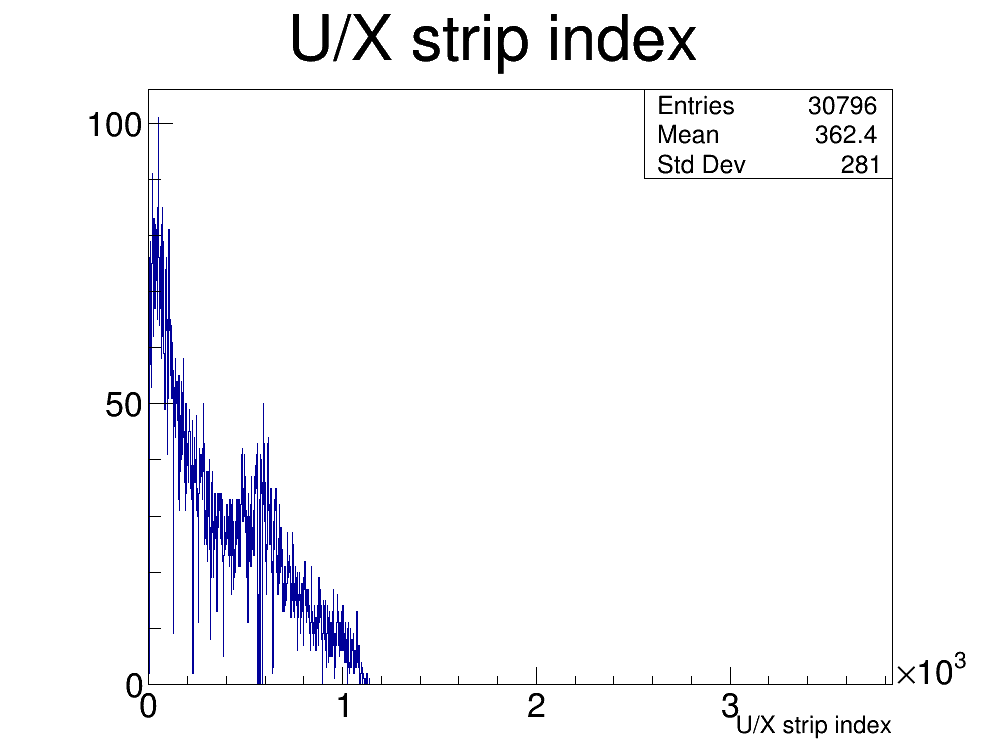 U/X strip index
Entries 30796
Mean 362.4
Std Dev 281
100
50
0
0 1 2 3
×10³
U/X strip index